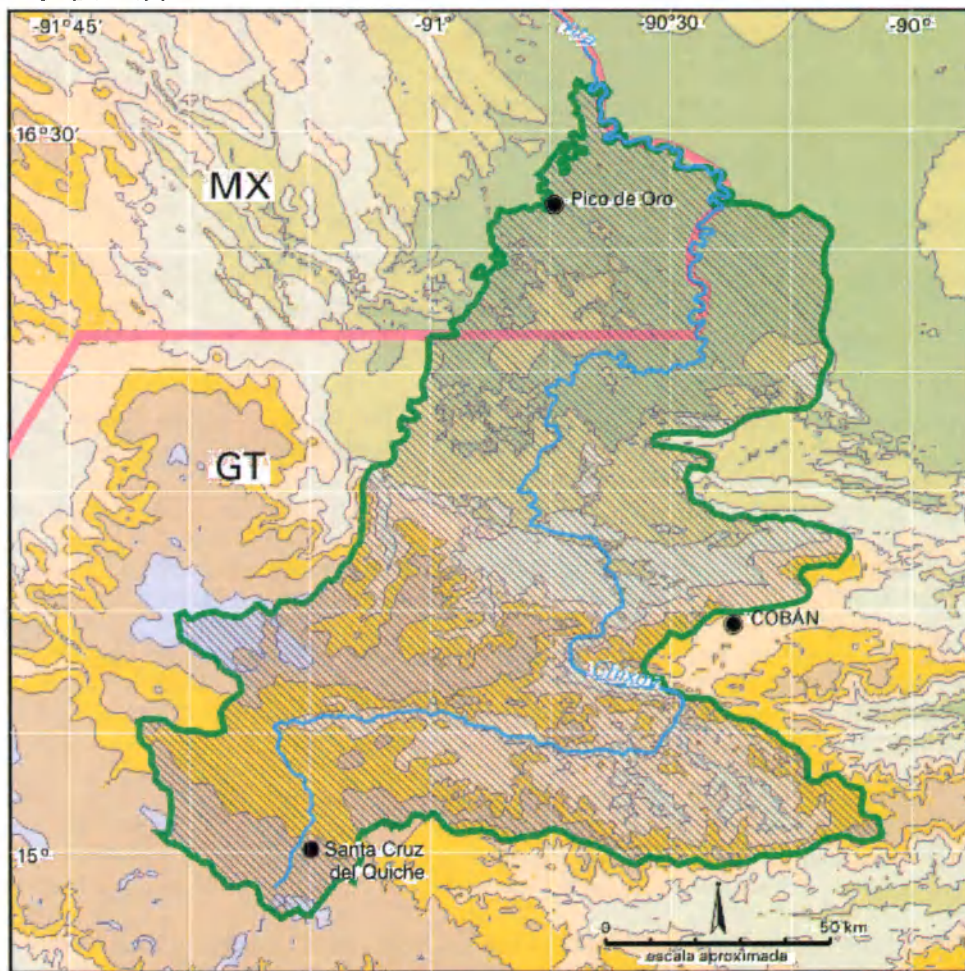 -91°45'
-91°
-90°30'
-90°
16°30'
MX
Pico de Oro
GT
COBÁN
15°
Santa Cruz
del Quiche
0
50 km
escala aproximada